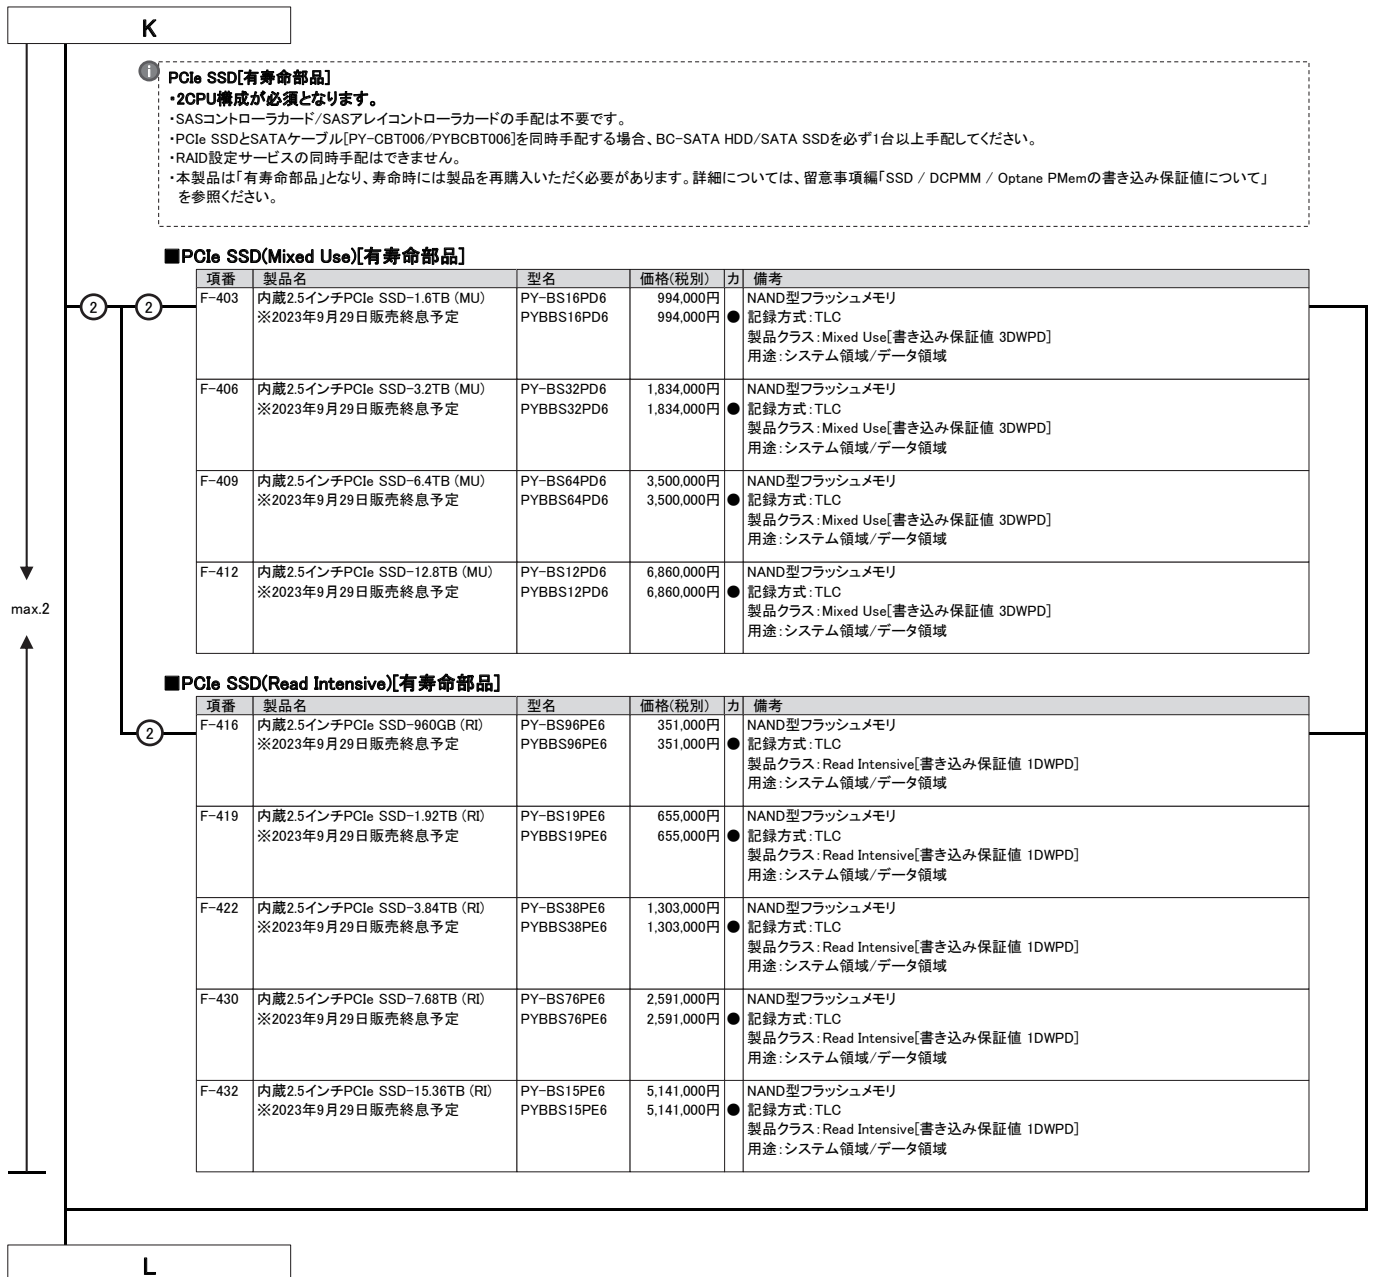 K
i
PCIe SSD[有寿命部品]
・2CPU構成が必須となります。
・SASコントローラカード/SASアレイコントローラカードの手配は不要です。
・PCIe SSDとSATAケーブル[PY-CBT006/PYBCBT006]を同時手配する場合、BC-SATA HDD/SATA SSDを必ず1台以上手配してください。
・RAID設定サービスの同時手配はできません。
・本製品は「有寿命部品」となり、寿命時には製品を再購入いただく必要があります。詳細については、留意事項編「SSD / DCPMM / Optane PMemの書き込み保証値について」
を参照ください。
■PCIe SSD(Mixed Use)[有寿命部品]
項番 製品名 型名 価格(税別) カ 備考
② ② F-403 内蔵2.5インチPCIe SSD-1.6TB (MU) PY-BS16PD6 994,000円 NAND型フラッシュメモリ
※2023年9月29日販売終息予定 PYBBS16PD6 994,000円 ● 記録方式:TLC
製品クラス:Mixed Use[書き込み保証値 3DWPD]
用途:システム領域/データ領域
F-406 内蔵2.5インチPCIe SSD-3.2TB (MU) PY-BS32PD6 1,834,000円 NAND型フラッシュメモリ
※2023年9月29日販売終息予定 PYBBS32PD6 1,834,000円 ● 記録方式:TLC
製品クラス:Mixed Use[書き込み保証値 3DWPD]
用途:システム領域/データ領域
F-409 内蔵2.5インチPCIe SSD-6.4TB (MU) PY-BS64PD6 3,500,000円 NAND型フラッシュメモリ
※2023年9月29日販売終息予定 PYBBS64PD6 3,500,000円 ● 記録方式:TLC
製品クラス:Mixed Use[書き込み保証値 3DWPD]
用途:システム領域/データ領域
F-412 内蔵2.5インチPCIe SSD-12.8TB (MU) PY-BS12PD6 6,860,000円 NAND型フラッシュメモリ
※2023年9月29日販売終息予定 PYBBS12PD6 6,860,000円 ● 記録方式:TLC
製品クラス:Mixed Use[書き込み保証値 3DWPD]
用途:システム領域/データ領域
max.2
■PCIe SSD(Read Intensive)[有寿命部品]
項番 製品名 型名 価格(税別) カ 備考
② F-416 内蔵2.5インチPCIe SSD-960GB (RI) PY-BS96PE6 351,000円 NAND型フラッシュメモリ
※2023年9月29日販売終息予定 PYBBS96PE6 351,000円 ● 記録方式:TLC
製品クラス:Read Intensive[書き込み保証値 1DWPD]
用途:システム領域/データ領域
F-419 内蔵2.5インチPCIe SSD-1.92TB (RI) PY-BS19PE6 655,000円 NAND型フラッシュメモリ
※2023年9月29日販売終息予定 PYBBS19PE6 655,000円 ● 記録方式:TLC
製品クラス:Read Intensive[書き込み保証値 1DWPD]
用途:システム領域/データ領域
F-422 内蔵2.5インチPCIe SSD-3.84TB (RI) PY-BS38PE6 1,303,000円 NAND型フラッシュメモリ
※2023年9月29日販売終息予定 PYBBS38PE6 1,303,000円 ● 記録方式:TLC
製品クラス:Read Intensive[書き込み保証値 1DWPD]
用途:システム領域/データ領域
F-430 内蔵2.5インチPCIe SSD-7.68TB (RI) PY-BS76PE6 2,591,000円 NAND型フラッシュメモリ
※2023年9月29日販売終息予定 PYBBS76PE6 2,591,000円 ● 記録方式:TLC
製品クラス:Read Intensive[書き込み保証値 1DWPD]
用途:システム領域/データ領域
F-432 内蔵2.5インチPCIe SSD-15.36TB (RI) PY-BS15PE6 5,141,000円 NAND型フラッシュメモリ
※2023年9月29日販売終息予定 PYBBS15PE6 5,141,000円 ● 記録方式:TLC
製品クラス:Read Intensive[書き込み保証値 1DWPD]
用途:システム領域/データ領域
L